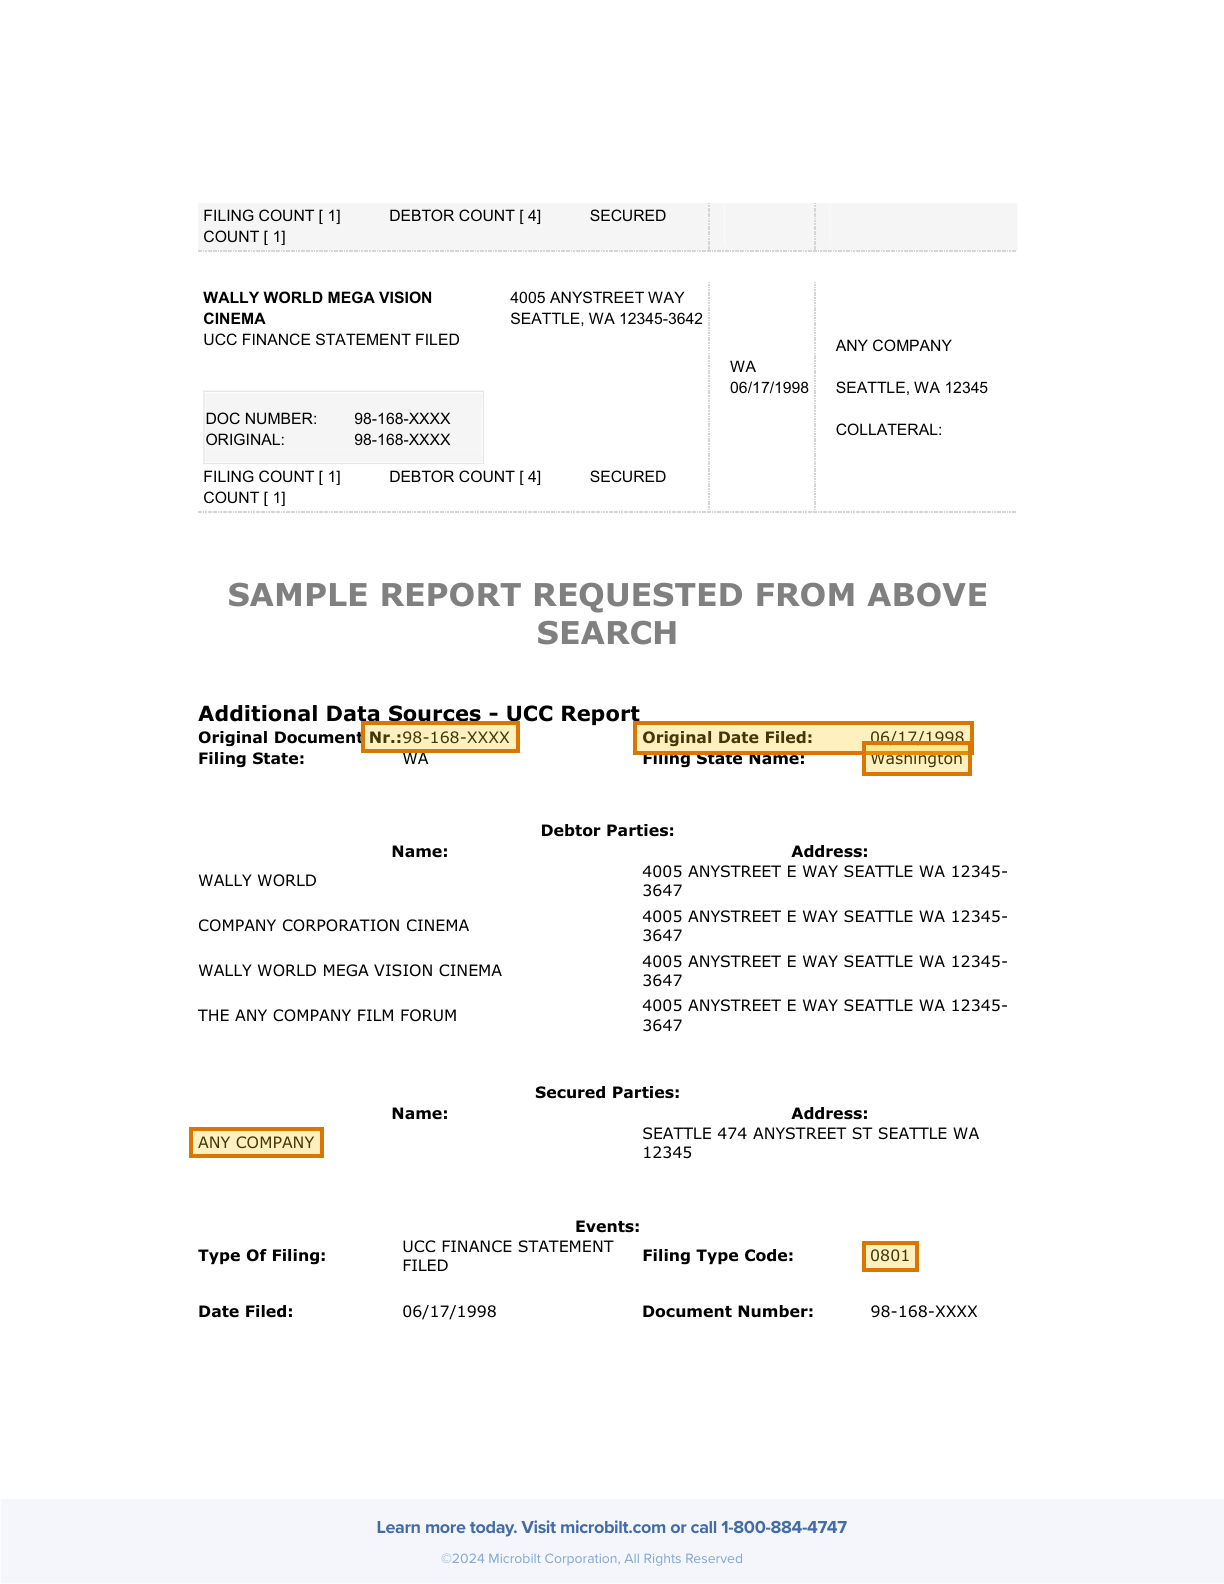 FILING COUNT [ 1] DEBTOR COUNT [ 4] SECURED
COUNT [ 1]
WALLY WORLD MEGA VISION
CINEMA
UCC FINANCE STATEMENT FILED
4005 ANYSTREET WAY
SEATTLE, WA 12345-3642
DOC NUMBER: 98-168-XXXX
ORIGINAL: 98-168-XXXX
FILING COUNT [ 1] DEBTOR COUNT [ 4] SECURED
COUNT [ 1]
WA
06/17/1998
ANY COMPANY
SEATTLE, WA 12345
COLLATERAL:
SAMPLE REPORT REQUESTED FROM ABOVE
SEARCH
Additional Data Sources - UCC Report
Original Document Nr.:98-168-XXXX Original Date Filed: 06/17/1998
Filing State: WA Filing State Name: Washington
Debtor Parties:
Name: Address:
WALLY WORLD
4005 ANYSTREET E WAY SEATTLE WA 12345-
3647
COMPANY CORPORATION CINEMA
4005 ANYSTREET E WAY SEATTLE WA 12345-
3647
WALLY WORLD MEGA VISION CINEMA
4005 ANYSTREET E WAY SEATTLE WA 12345-
3647
THE ANY COMPANY FILM FORUM
4005 ANYSTREET E WAY SEATTLE WA 12345-
3647
Secured Parties:
Name: Address:
ANY COMPANY
SEATTLE 474 ANYSTREET ST SEATTLE WA
12345
Events:
Type Of Filing:
UCC FINANCE STATEMENT
FILED
Filing Type Code: 0801
Date Filed: 06/17/1998 Document Number: 98-168-XXXX
Learn more today. Visit microbilt.com or call 1-800-884-4747
©2024 Microbilt Corporation, All Rights Reserved